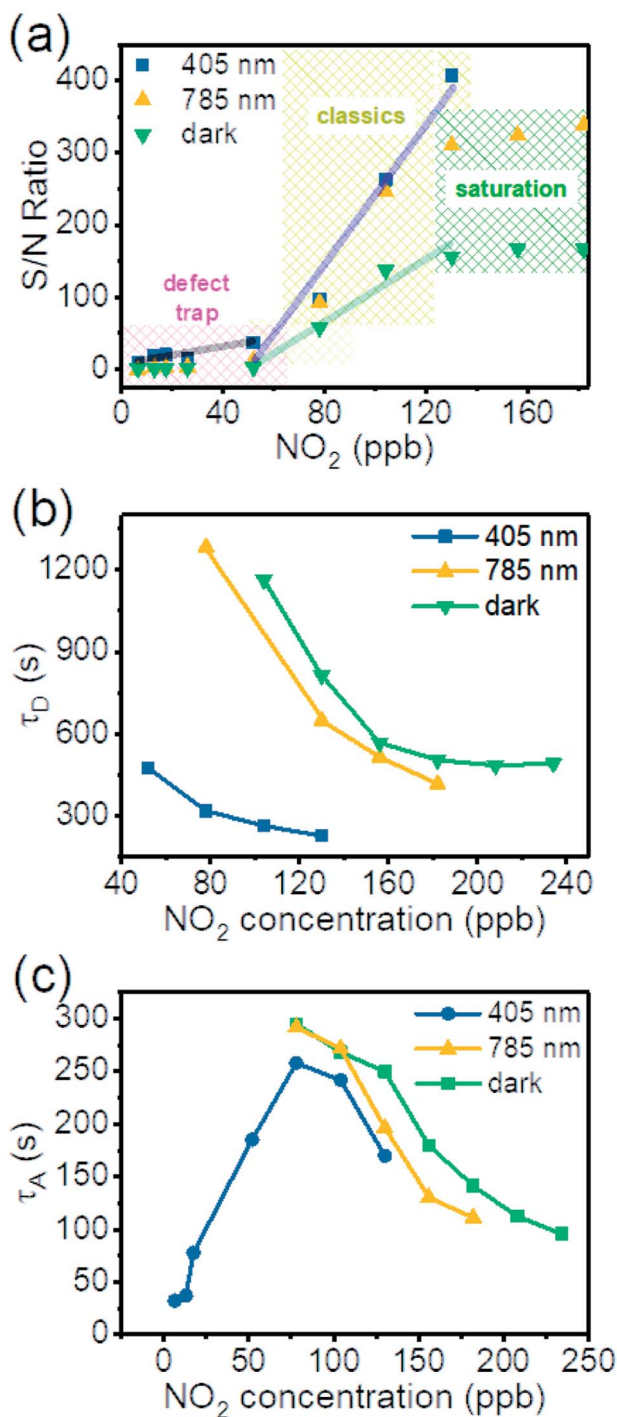 (a)
405 nm
785 nm
dark
classics
saturation
defect
trap
S/N Ratio
400
300
200
100
0
0 40 80 120 160
NO₂ (ppb)
(b)
405 nm
785 nm
dark
τD (s)
1200
900
600
300
40 80 120 160 200 240
NO₂ concentration (ppb)
(c)
405 nm
785 nm
dark
τA (s)
300
250
200
150
100
50
0
0 50 100 150 200 250
NO₂ concentration (ppb)